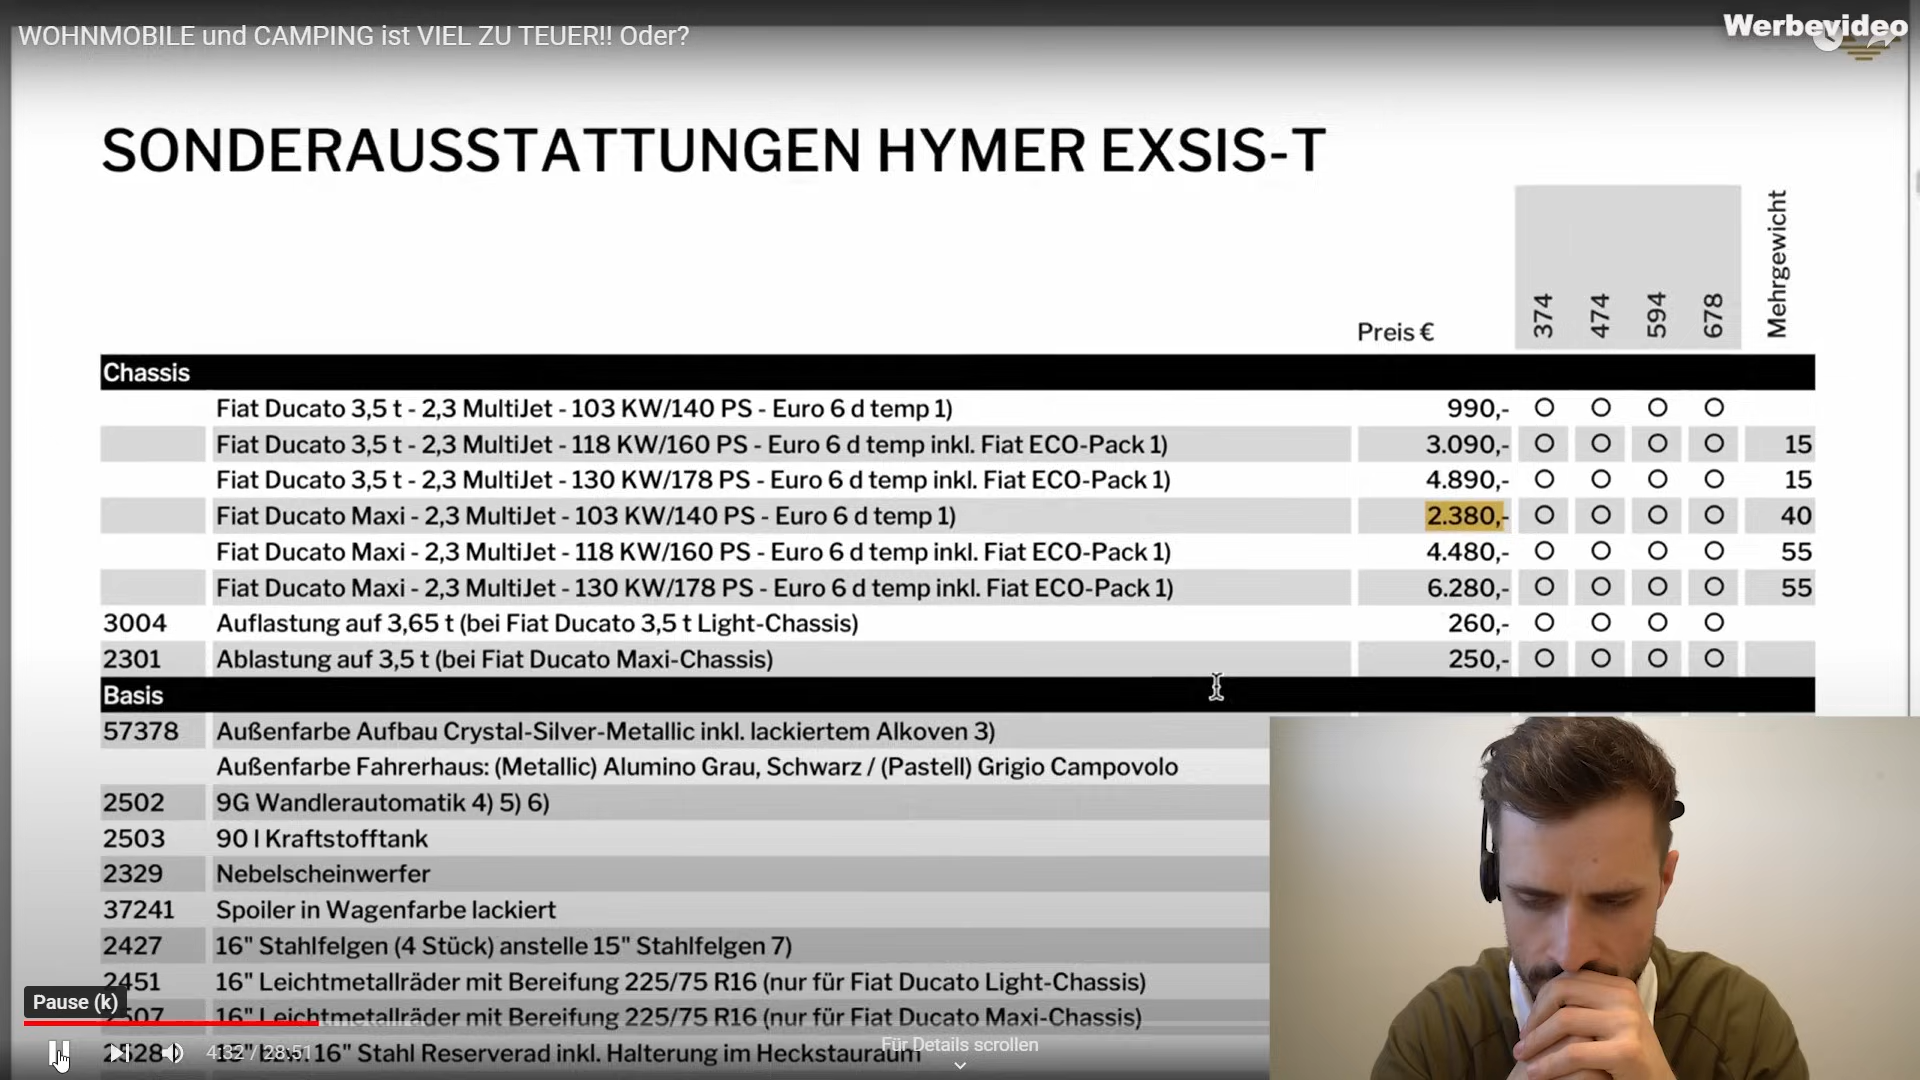 WOHNMOBILE und CAMPING ist VIEL ZU TEUER!! Oder?
Werbevideo
SONDERAUSSTATTUNGEN HYMER EXSIS-T
Preis € 374 474 594 678 Mehrgewicht
Chassis
Fiat Ducato 3,5 t - 2,3 MultiJet - 103 KW/140 PS - Euro 6 d temp 1) 990,- O O O O
Fiat Ducato 3,5 t - 2,3 MultiJet - 118 KW/160 PS - Euro 6 d temp inkl. Fiat ECO-Pack 1) 3.090,- O O O O 15
Fiat Ducato 3,5 t - 2,3 MultiJet - 130 KW/178 PS - Euro 6 d temp inkl. Fiat ECO-Pack 1) 4.890,- O O O O 15
Fiat Ducato Maxi - 2,3 MultiJet - 103 KW/140 PS - Euro 6 d temp 1) 2.380,- O O O O 40
Fiat Ducato Maxi - 2,3 MultiJet - 118 KW/160 PS - Euro 6 d temp inkl. Fiat ECO-Pack 1) 4.480,- O O O O 55
Fiat Ducato Maxi - 2,3 MultiJet - 130 KW/178 PS - Euro 6 d temp inkl. Fiat ECO-Pack 1) 6.280,- O O O O 55
3004 Auflastung auf 3,65 t (bei Fiat Ducato 3,5 t Light-Chassis) 260,- O O O O
2301 Ablastung auf 3,5 t (bei Fiat Ducato Maxi-Chassis) 250,- O O O O
Basis
57378 Außenfarbe Aufbau Crystal-Silver-Metallic inkl. lackiertem Alkoven 3)
Außenfarbe Fahrerhaus: (Metallic) Alumino Grau, Schwarz / (Pastell) Grigio Campovolo
2502 9G Wandlerautomatik 4) 5) 6)
2503 90 l Kraftstofftank
2329 Nebelscheinwerfer
37241 Spoiler in Wagenfarbe lackiert
2427 16" Stahlfelgen (4 Stück) anstelle 15" Stahlfelgen 7)
2451 16" Leichtmetallräder mit Bereifung 225/75 R16 (nur für Fiat Ducato Light-Chassis)
Pause (k)
2507 16" Leichtmetallräder mit Bereifung 225/75 R16 (nur für Fiat Ducato Maxi-Chassis)
16" Stahl Reserverad inkl. Halterung im Heckstauraum
4:32 / 28:51
Für Details scrollen